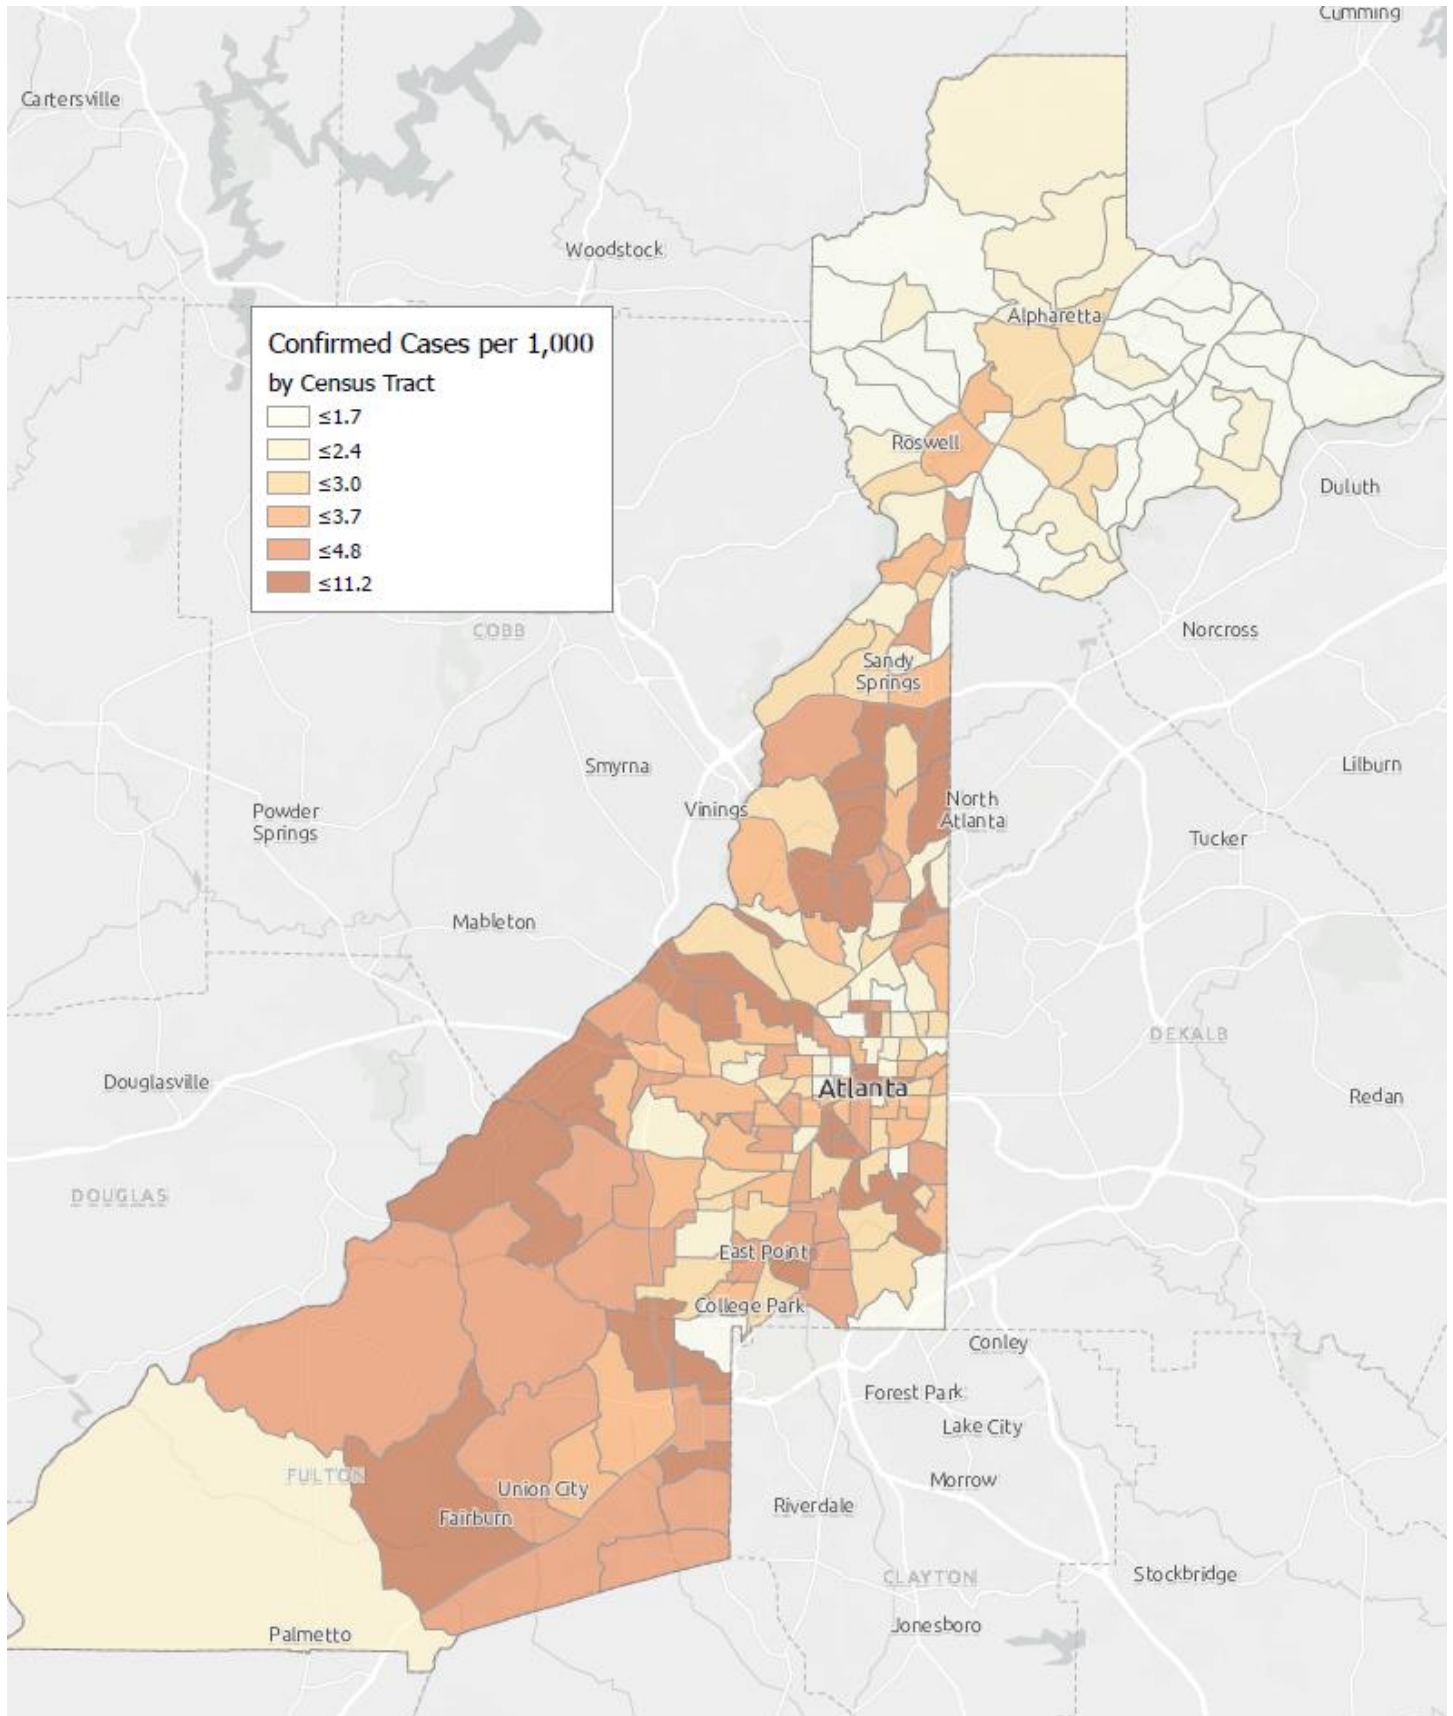 Cumming
Cartersville
Woodstock
Alpharetta
Confirmed Cases per 1,000
by Census Tract
≤1.7
≤2.4
≤3.0
≤3.7
≤4.8
≤11.2
Roswell
Duluth
COBB
Norcross
Sandy
Springs
Smyrna
Lilburn
Vinings
North
Atlanta
Powder
Springs
Tucker
Mableton
DEKALB
Douglasville
Atlanta
Redan
DOUGLAS
East Point
College Park
Conley
Forest Park
Lake City
FULTON
Union City
Morrow
Fairburn
Riverdale
CLAYTON
Stockbridge
Jonesboro
Palmetto